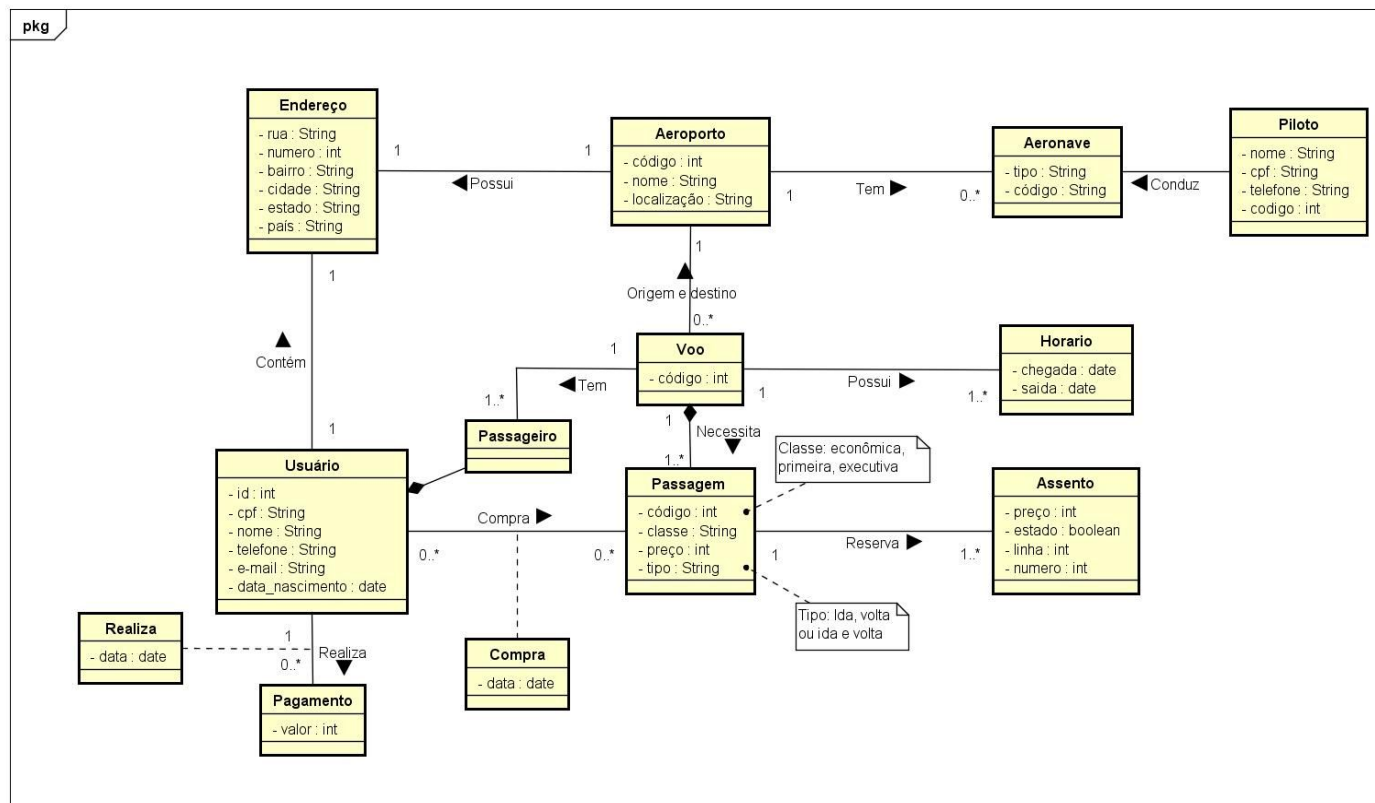 pkg
Endereço
- rua : String
- numero : int
- bairro : String
- cidade : String
- estado : String
- país : String
1
1
Possui
Aeroporto
- código : int
- nome : String
- localização : String
1
Tem
0..*
Aeronave
- tipo : String
- código : String
Conduz
Piloto
- nome : String
- cpf : String
- telefone : String
- codigo : int
1
Contém
1
1
Origem e destino
0..*
Voo
- código : int
1
Tem
1..*
Passageiro
1
Possui
1..*
Horario
- chegada : date
- saida : date
1
Necessita
1..*
Classe: econômica,
primeira, executiva
Usuário
- id : int
- cpf : String
- nome : String
- telefone : String
- e-mail : String
- data_nascimento : date
Compra
0..*
0..*
Passagem
- código : int
- classe : String
- preço : int
- tipo : String
1
Reserva
1..*
Assento
- preço : int
- estado : boolean
- linha : int
- numero : int
Tipo: Ida, volta
ou ida e volta
Realiza
- data : date
1
0..*
Realiza
Compra
- data : date
Pagamento
- valor : int